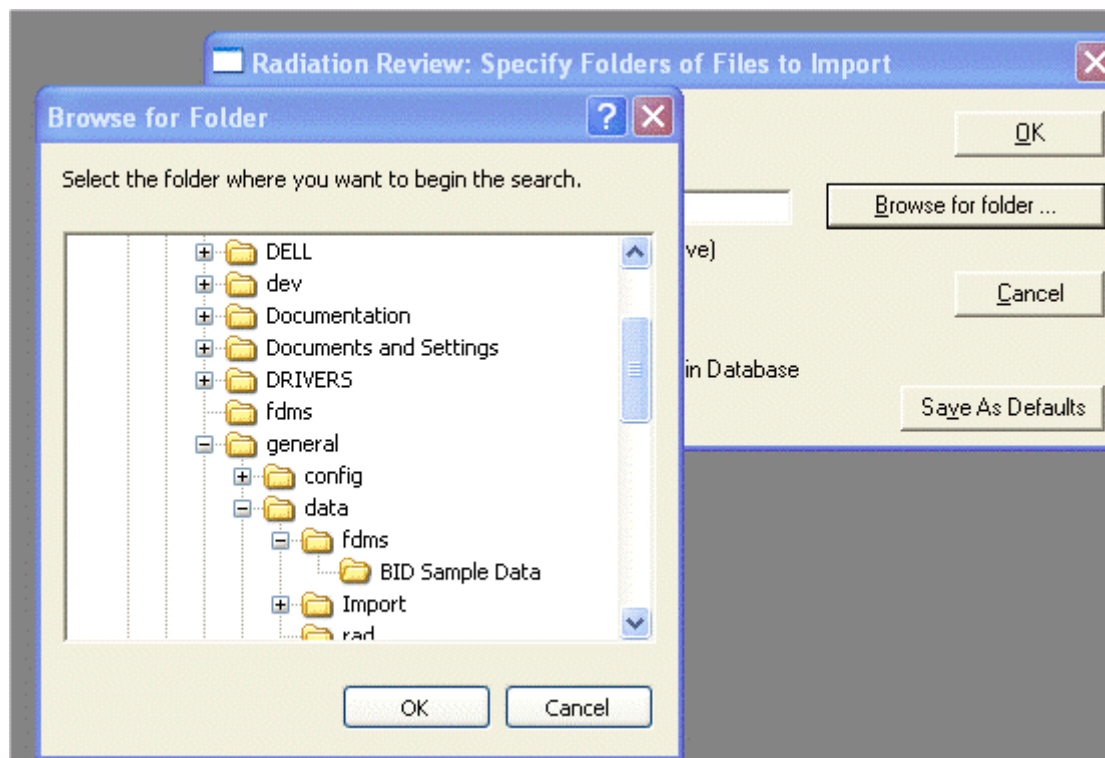 Radiation Review: Specify Folders of Files to Import
Browse for Folder
OK
Select the folder where you want to begin the search.
Browse for folder ...
DELL
ve)
dev
Cancel
Documentation
Documents and Settings
in Database
DRIVERS
fdms
Save As Defaults
general
config
data
fdms
BID Sample Data
Import
rad
OK
Cancel